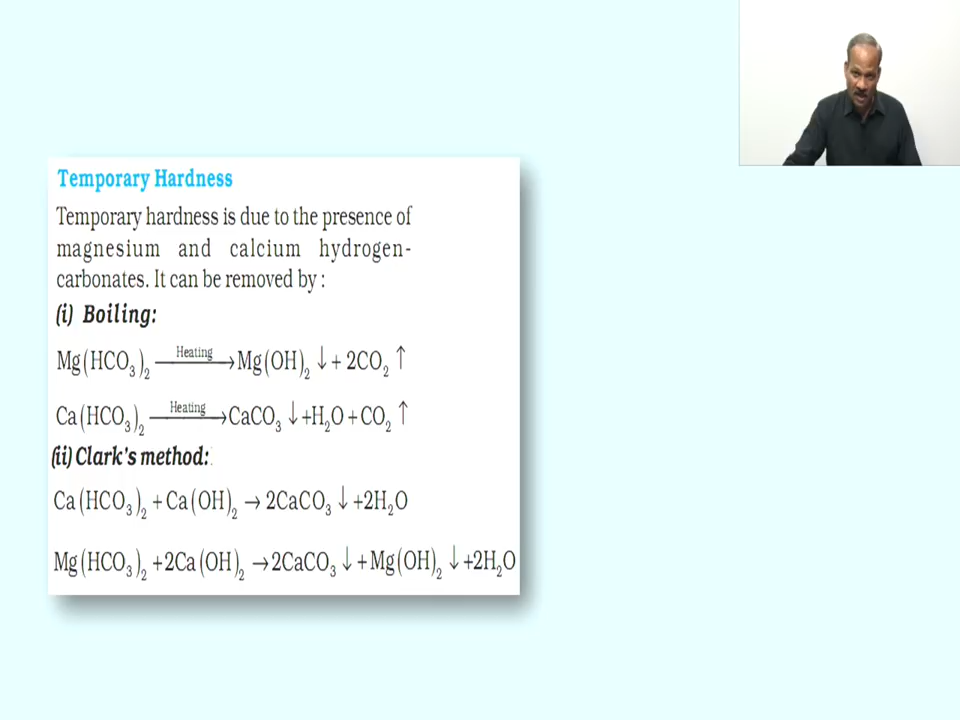 Temporary Hardness
Temporary hardness is due to the presence of
magnesium and calcium hydrogen-
carbonates. It can be removed by :
(i) Boiling:
Mg(HCO₃)₂ —Heating→ Mg(OH)₂ ↓ + 2CO₂ ↑
Ca(HCO₃)₂ —Heating→ CaCO₃ ↓ +H₂O + CO₂ ↑
(ii) Clark's method:
Ca(HCO₃)₂ + Ca(OH)₂ → 2CaCO₃ ↓ +2H₂O
Mg(HCO₃)₂ +2Ca(OH)₂ → 2CaCO₃ ↓ + Mg(OH)₂ ↓ +2H₂O